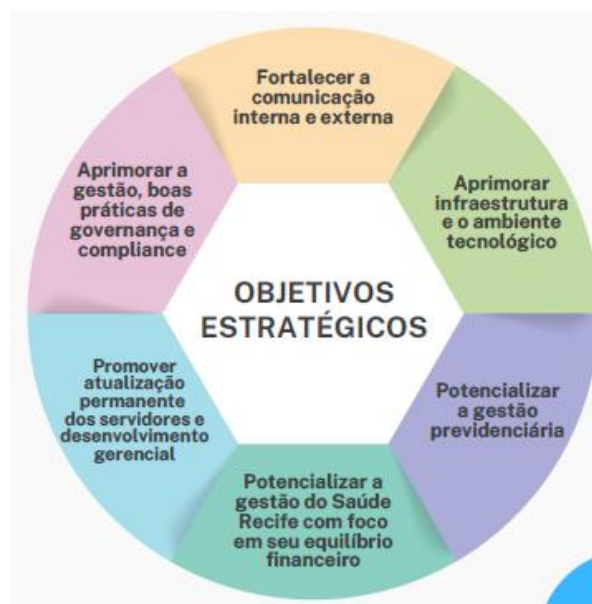 Fortalecer a
comunicação
interna e externa
Aprimorar
infraestrutura
e o ambiente
tecnológico
Potencializar
a gestão
previdenciária
Potencializar a
gestão do Saúde
Recife com foco
em seu equilíbrio
financeiro
Promover
atualização
permanente
dos servidores e
desenvolvimento
gerencial
Aprimorar a
gestão, boas
práticas de
governança e
compliance
OBJETIVOS
ESTRATÉGICOS